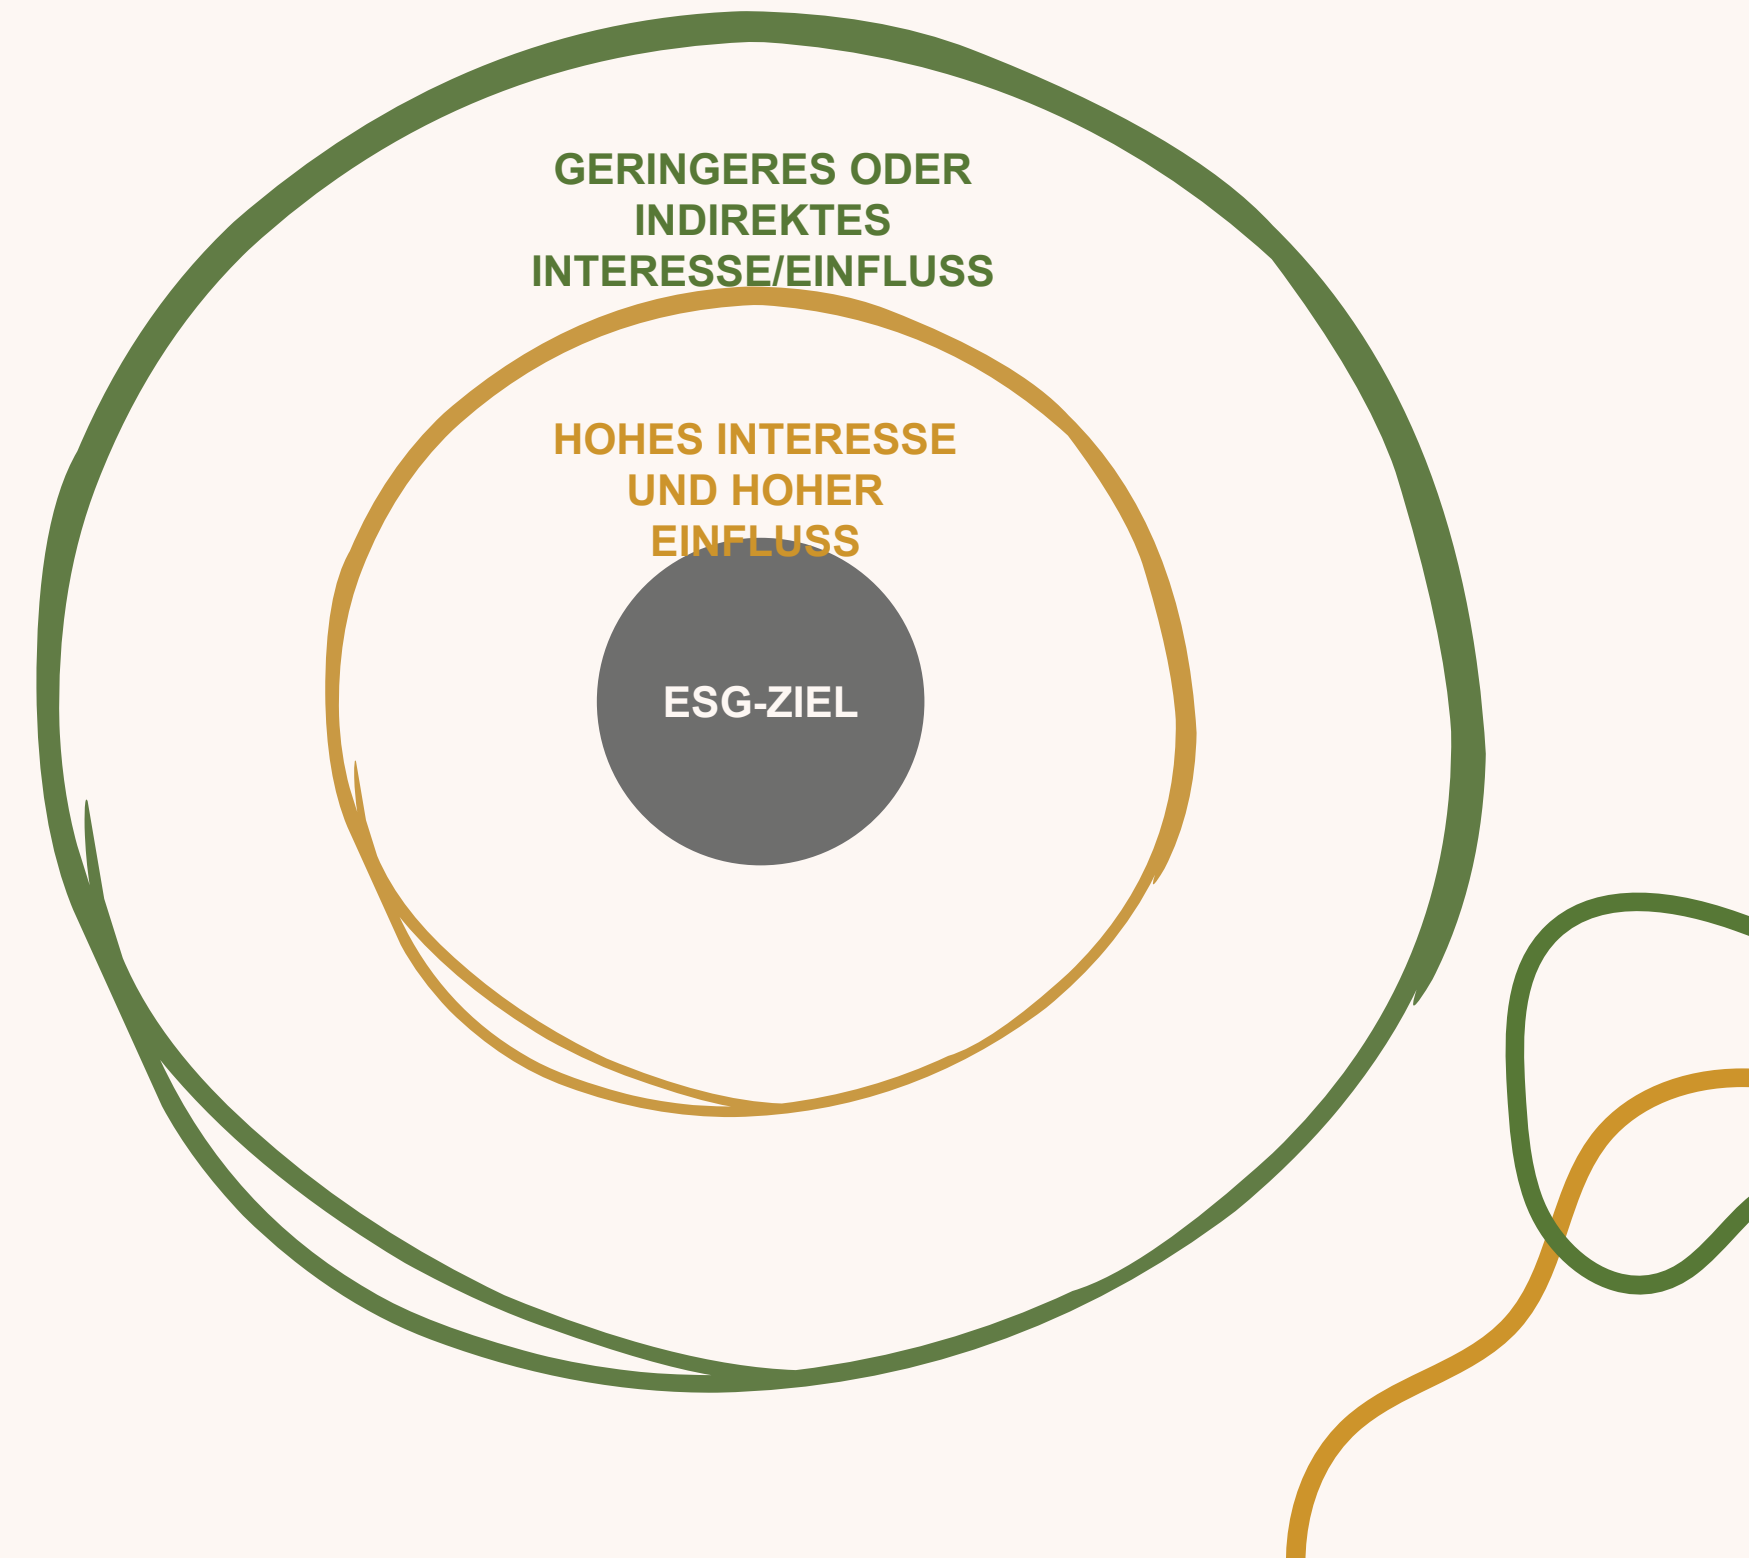 GERINGERES ODER
INDIREKTES
INTERESSE/EINFLUSS
HOHES INTERESSE
UND HOHER
EINFLUSS
ESG-ZIEL